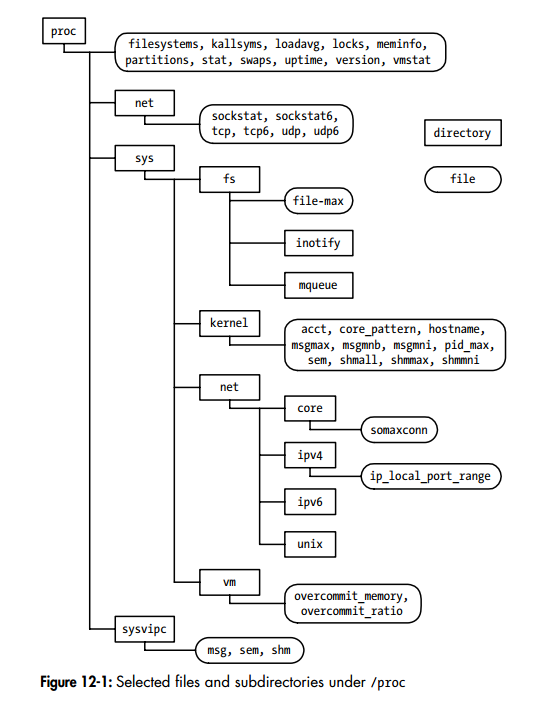 proc
filesystems, kallsyms, loadavg, locks, meminfo,
partitions, stat, swaps, uptime, version, vmstat
net
sockstat, sockstat6,
tcp, tcp6, udp, udp6
directory
sys
fs
file
file-max
inotify
mqueue
kernel
acct, core_pattern, hostname,
msgmax, msgmnb, msgmni, pid_max,
sem, shmall, shmmax, shmmni
net
core
somaxconn
ipv4
ip_local_port_range
ipv6
unix
vm
overcommit_memory,
overcommit_ratio
sysvipc
msg, sem, shm
Figure 12-1: Selected files and subdirectories under /proc